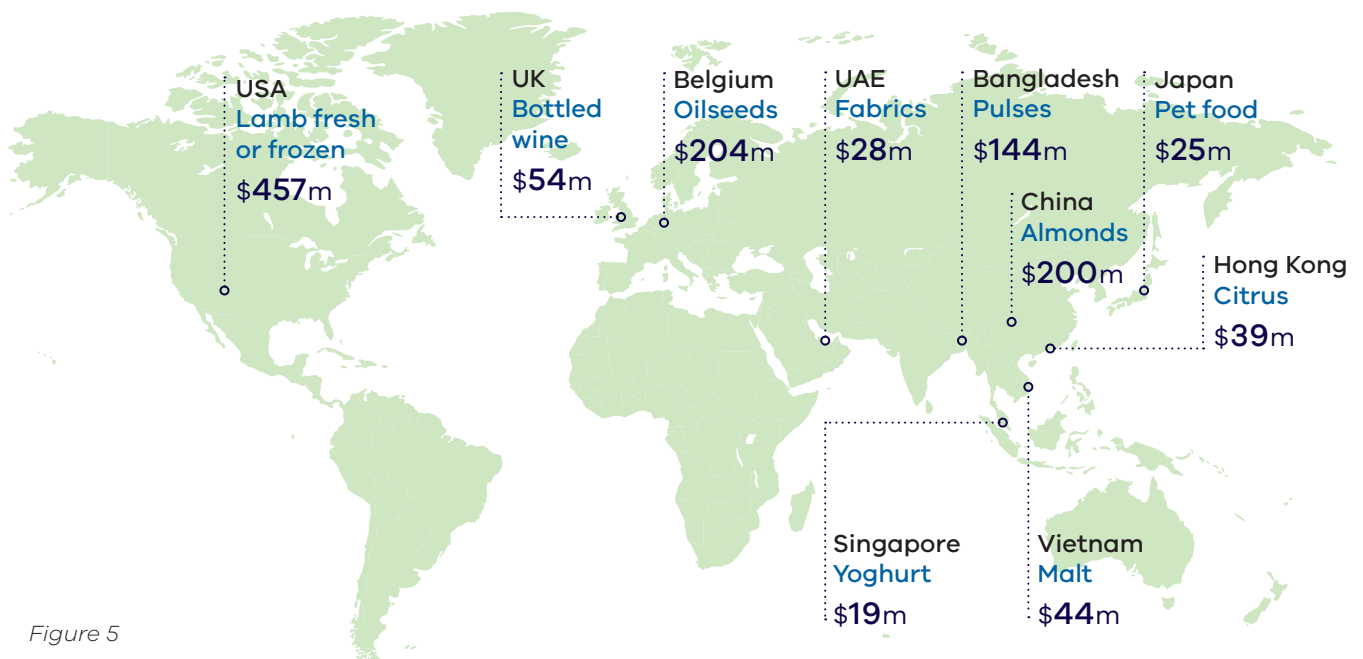 USA
Lamb fresh
or frozen
$457m
UK
Bottled
wine
$54m
Belgium
Oilseeds
$204m
UAE
Fabrics
$28m
Bangladesh
Pulses
$144m
Japan
Pet food
$25m
China
Almonds
$200m
Hong Kong
Citrus
$39m
Singapore
Yoghurt
$19m
Vietnam
Malt
$44m
Figure 5